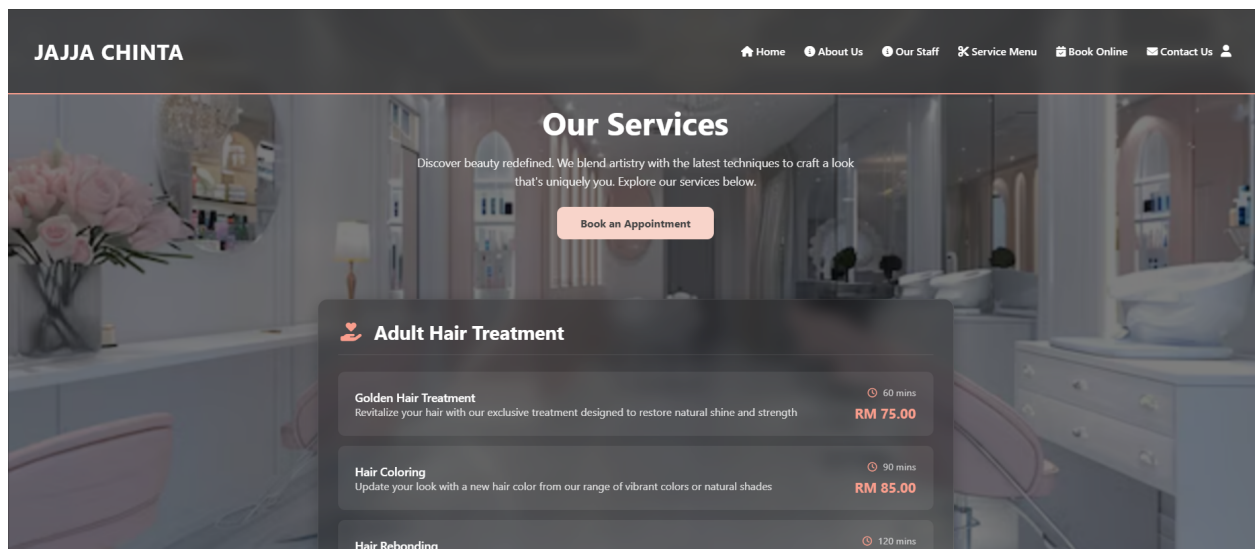 JAJJA CHINTA
Home About Us Our Staff Service Menu Book Online Contact Us
Our Services
Discover beauty redefined. We blend artistry with the latest techniques to craft a look
that's uniquely you. Explore our services below.
Book an Appointment
Adult Hair Treatment
Golden Hair Treatment
Revitalize your hair with our exclusive treatment designed to restore natural shine and strength
60 mins
RM 75.00
Hair Coloring
Update your look with a new hair color from our range of vibrant colors or natural shades
90 mins
RM 85.00
Hair Rebonding
120 mins